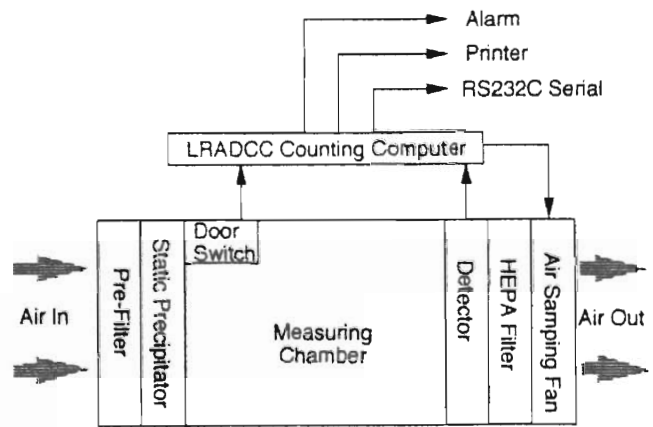 Alarm
Printer
RS232C Serial
LRADCC Counting Computer
Door
Switch
Air In
Pre-Filter
Static Precipitator
Measuring
Chamber
Detector
HEPA Filter
Air Samping Fan
Air Out